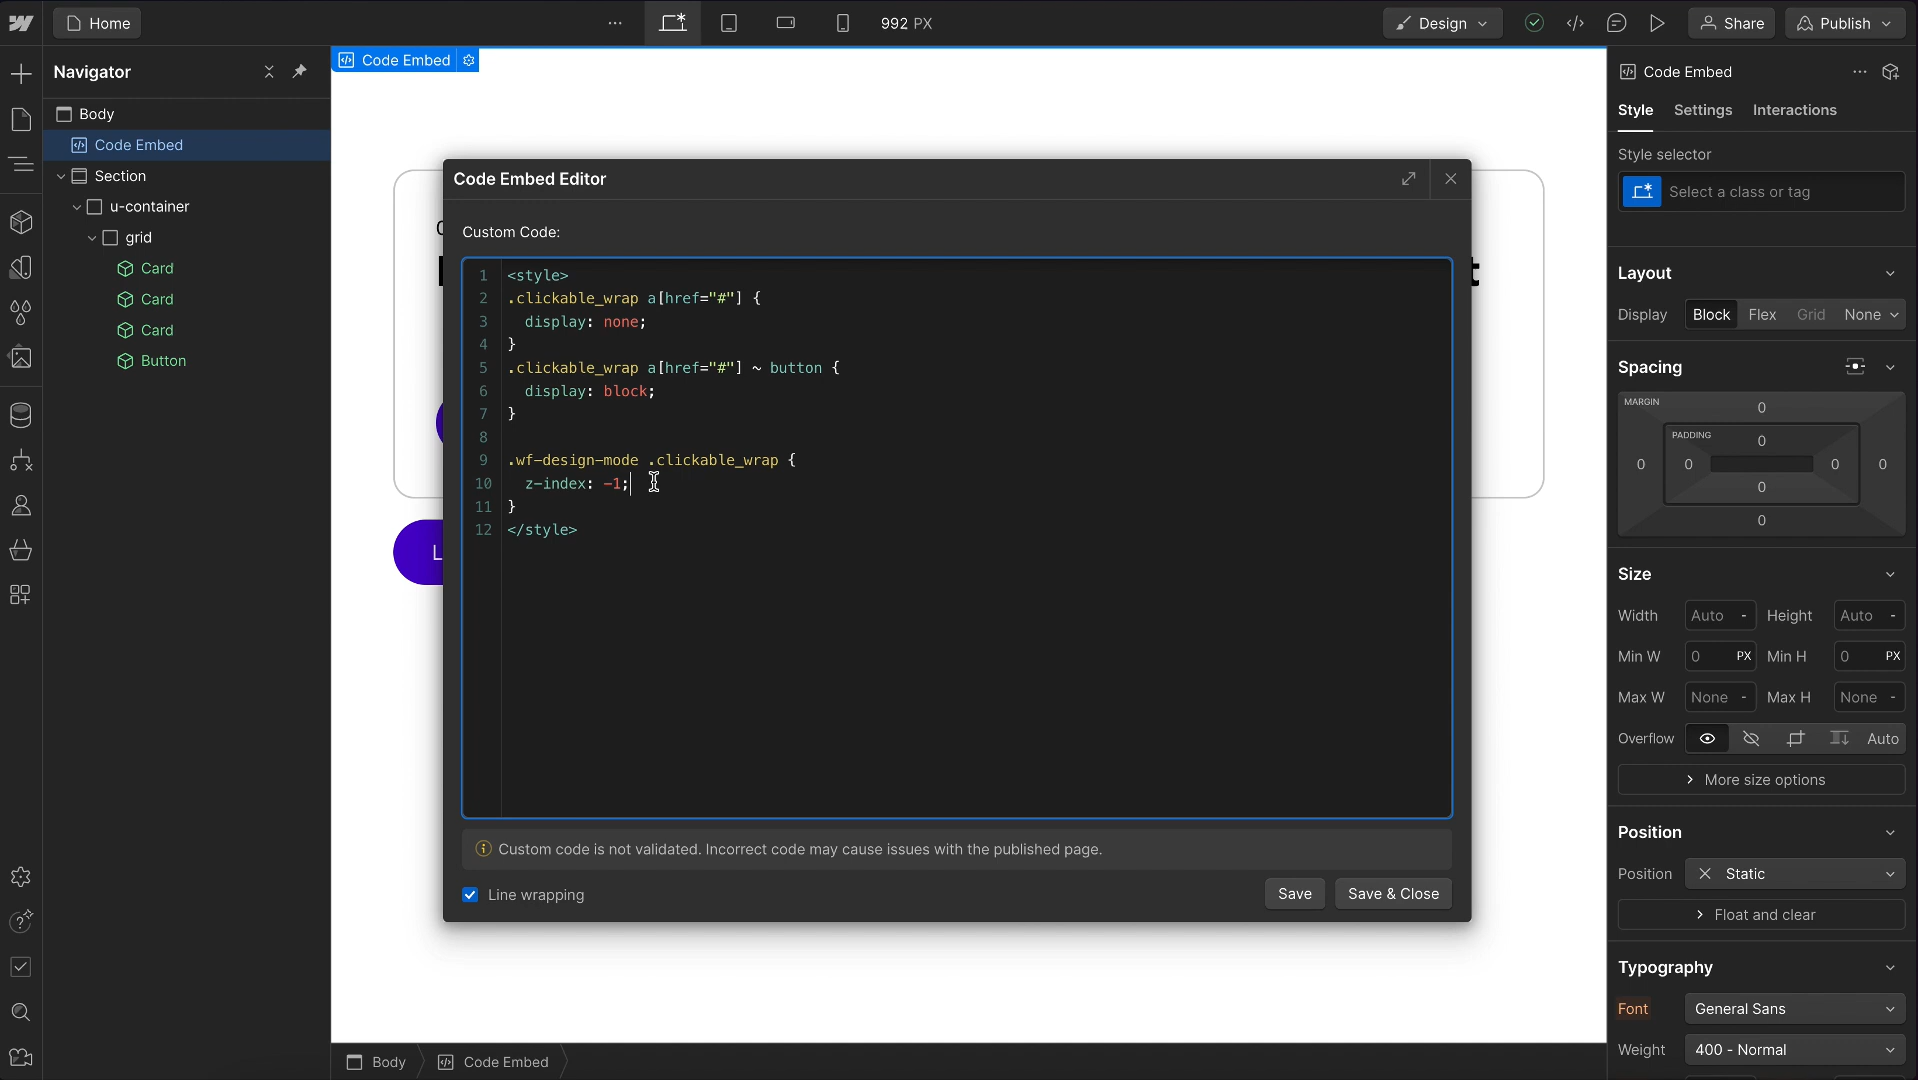 Home
992 PX
Design
Share
Publish
Navigator
Body
Code Embed
Section
u-container
grid
Card
Card
Card
Button
Code Embed
Code Embed Editor
Custom Code:
1 <style>
2 .clickable_wrap a[href="#"] {
3 display: none;
4 }
5 .clickable_wrap a[href="#"] ~ button {
6 display: block;
7 }
8
9 .wf-design-mode .clickable_wrap {
10 z-index: -1;
11 }
12 </style>
Custom code is not validated. Incorrect code may cause issues with the published page.
Line wrapping
Save
Save & Close
L
t
Body
Code Embed
Code Embed
Style Settings Interactions
Style selector
Select a class or tag
Layout
Display Block Flex Grid None
Spacing
MARGIN
0
PADDING
0
0 0 0 0
0
0
Size
Width Auto - Height Auto -
Min W 0 PX Min H 0 PX
Max W None - Max H None -
Overflow Auto
More size options
Position
Position Static
Float and clear
Typography
Font General Sans
Weight 400 - Normal